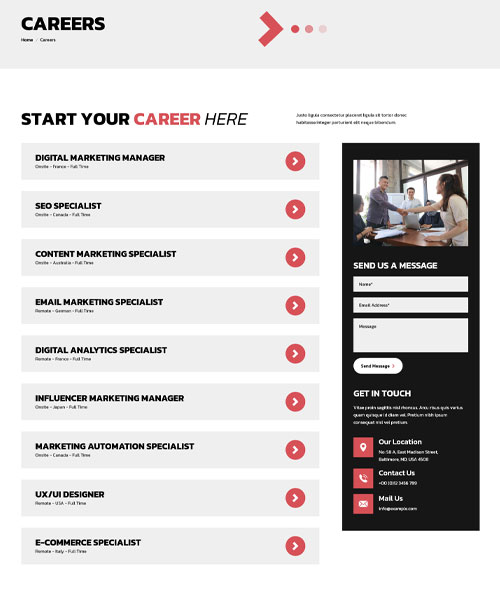 CAREERS
Home / Careers
START YOUR CAREER HERE
Justo ligula consectetur placerat ligula sit tortor donec
habitasse integer parturient elit neque bibendum.
DIGITAL MARKETING MANAGER
Onsite - France - Full Time
SEO SPECIALIST
Onsite - Canada - Full Time
CONTENT MARKETING SPECIALIST
Onsite - Australia - Full Time
EMAIL MARKETING SPECIALIST
Remote - German - Full Time
DIGITAL ANALYTICS SPECIALIST
Remote - France - Full Time
INFLUENCER MARKETING MANAGER
Onsite - Japan - Full Time
MARKETING AUTOMATION SPECIALIST
Onsite - Canada - Full Time
UX/UI DESIGNER
Remote - USA - Full Time
E-COMMERCE SPECIALIST
Remote - Italy - Full Time
SEND US A MESSAGE
Name*
Email Address*
Message
Send Message
GET IN TOUCH
Vitae proin sagittis nisl rhoncus. Arcu risus quis varius
quam quisque id diam vel. Pretium nibh ipsum
consequat nisl vel pretium.
Our Location
No: 58 A, East Madison Street,
Baltimore, MD, USA 4508
Contact Us
+00 (0)12 3456 789
Mail Us
info@example.com